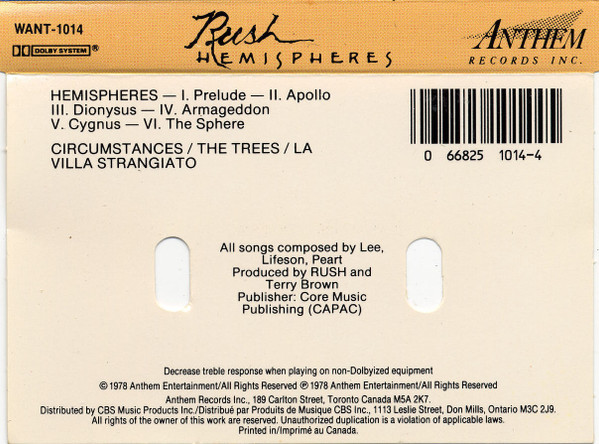 WANT-1014
DOLBY SYSTEM®
Rush
HEMISPHERES
ANTHEM
RECORDS INC.
HEMISPHERES — I. Prelude — II. Apollo
III. Dionysus — IV. Armageddon
V. Cygnus — VI. The Sphere
CIRCUMSTANCES / THE TREES / LA
VILLA STRANGIATO
0 66825 1014-4
All songs composed by Lee,
Lifeson, Peart
Produced by RUSH and
Terry Brown
Publisher: Core Music
Publishing (CAPAC)
Decrease treble response when playing on non-Dolbyized equipment
© 1978 Anthem Entertainment/All Rights Reserved ℗ 1978 Anthem Entertainment/All Rights Reserved
Anthem Records Inc., 189 Carlton Street, Toronto Canada M5A 2K7.
Distributed by CBS Music Products Inc./Distribué par Produits de Musique CBS Inc., 1113 Leslie Street, Don Mills, Ontario M3C 2J9.
All rights of the owner of this work are reserved. Unauthorized duplication is a violation of applicable laws.
Printed in/Imprimé au Canada.